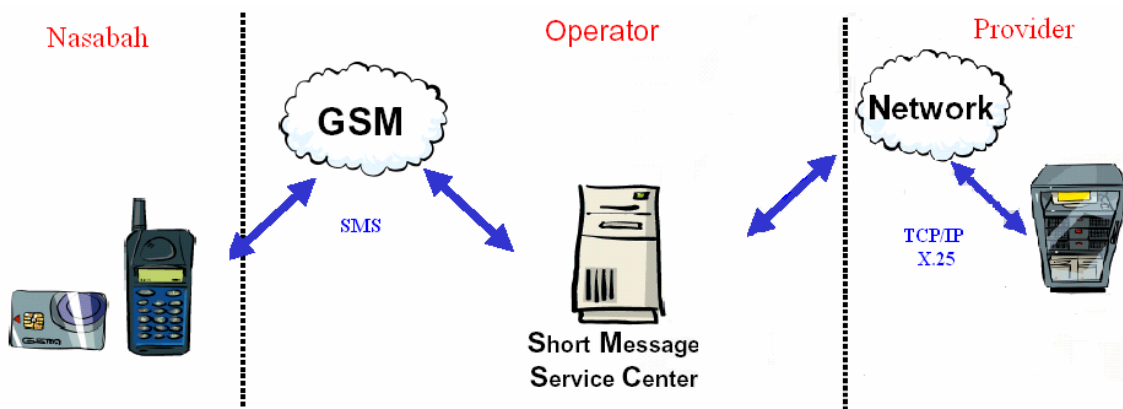 Nasabah
Operator
Provider
GSM
Network
SMS
TCP/IP
X.25
Short Message
Service Center